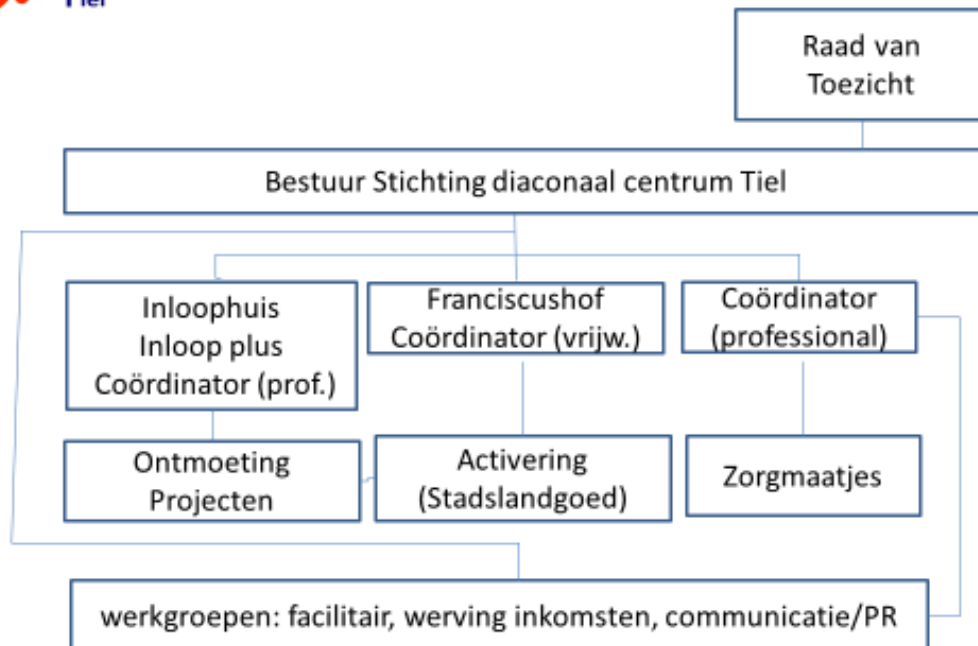 Tiel
Raad van
Toezicht
Bestuur Stichting diaconaal centrum Tiel
Inloophuis
Inloop plus
Coördinator (prof.)
Franciscushof
Coördinator (vrijw.)
Coördinator
(professional)
Ontmoeting
Projecten
Activering
(Stadslandgoed)
Zorgmaatjes
werkgroepen: facilitair, werving inkomsten, communicatie/PR